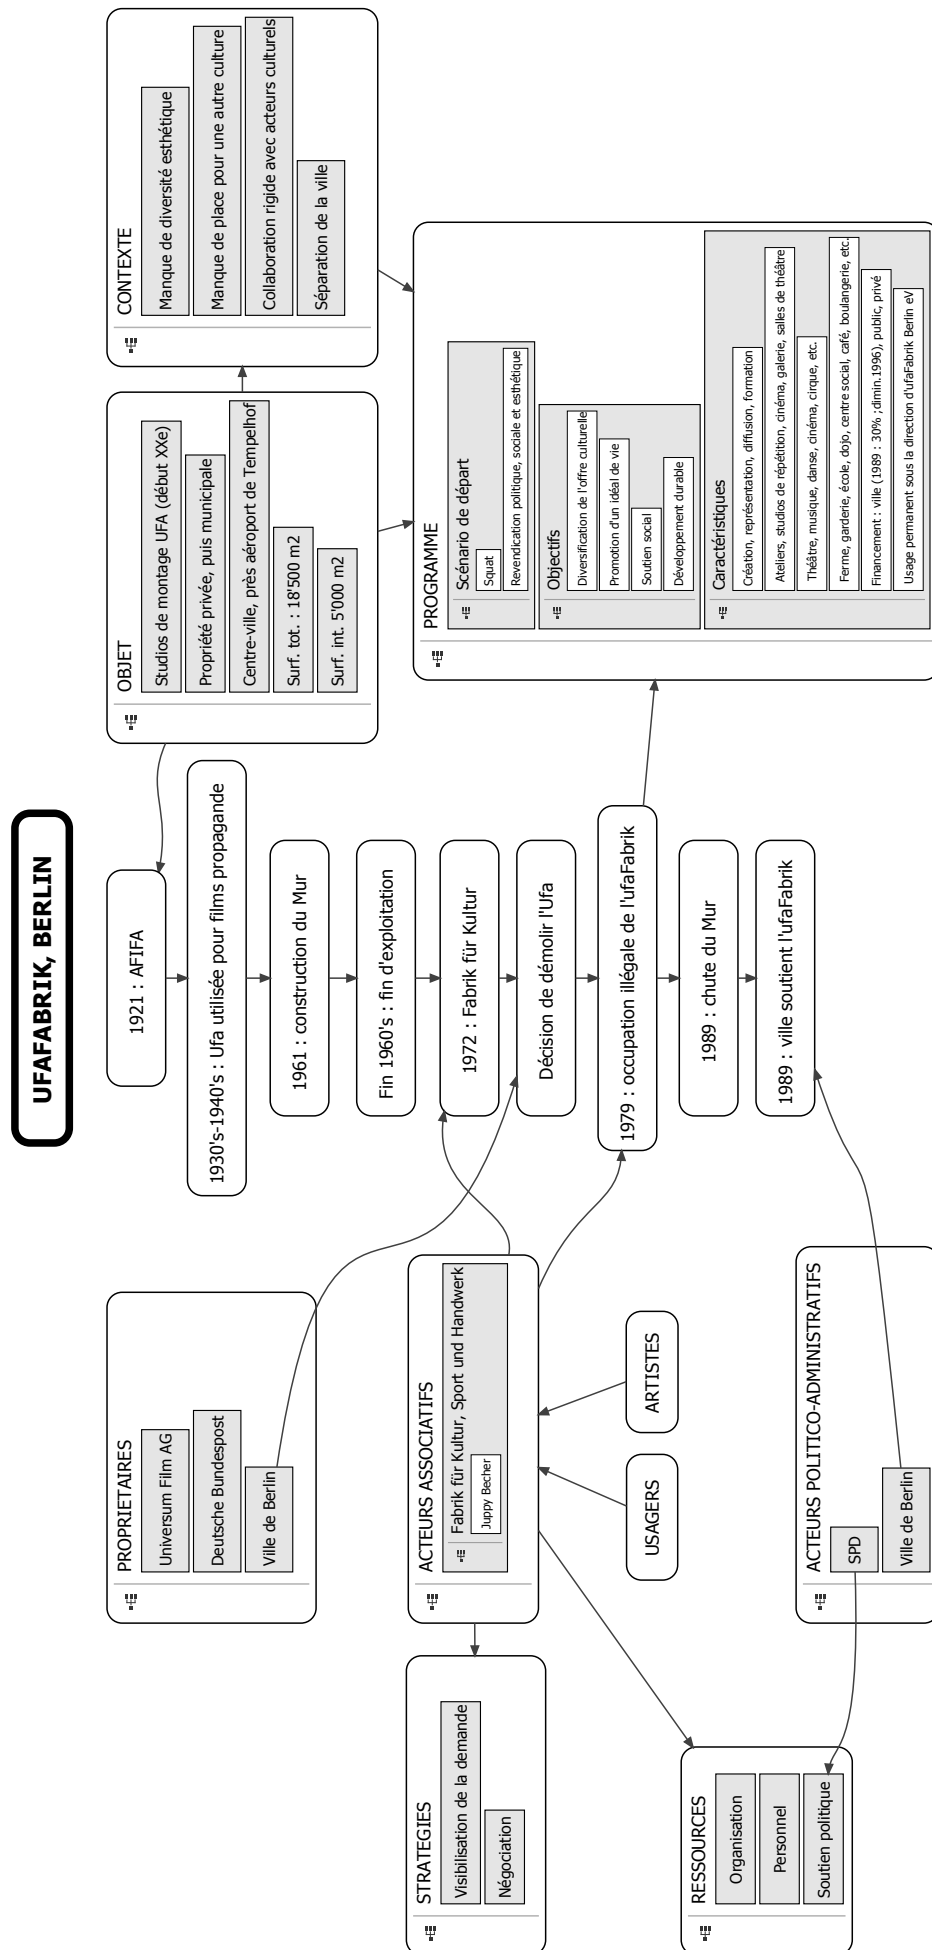 UFAFABRIK, BERLIN
PROPRIETAIRES
Universum Film AG
Deutsche Bundespost
Ville de Berlin
STRATEGIES
Visibilisation de la demande
Négociation
ACTEURS ASSOCIATIFS
Fabrik für Kultur, Sport und Handwerk
Juppy Becher
USAGERS
ARTISTES
RESSOURCES
Organisation
Personnel
Soutien politique
ACTEURS POLITICO-ADMINISTRATIFS
SPD
Ville de Berlin
1921 : AFIFA
1930's-1940's : Ufa utilisée pour films propagande
1961 : construction du Mur
Fin 1960's : fin d'exploitation
1972 : Fabrik für Kultur
Décision de démolir l'Ufa
1979 : occupation illégale de l'ufaFabrik
1989 : chute du Mur
1989 : ville soutient l'ufaFabrik
OBJET
Studios de montage UFA (début XXe)
Propriété privée, puis municipale
Centre-ville, près aéroport de Tempelhof
Surf. tot. : 18'500 m2
Surf. int. 5'000 m2
CONTEXTE
Manque de diversité esthétique
Manque de place pour une autre culture
Collaboration rigide avec acteurs culturels
Séparation de la ville
PROGRAMME
Scénario de départ
Squat
Revendication politique, sociale et esthétique
Objectifs
Diversification de l'offre culturelle
Promotion d'un idéal de vie
Soutien social
Développement durable
Caractéristiques
Création, représentation, diffusion, formation
Ateliers, studios de répétition, cinéma, galerie, salles de théâtre
Théâtre, musique, danse, cinéma, cirque, etc.
Ferme, garderie, école, dojo, centre social, café, boulangerie, etc.
Financement : ville (1989 : 30% ;dimin.1996), public, privé
Usage permanent sous la direction d'ufaFabrik Berlin eV